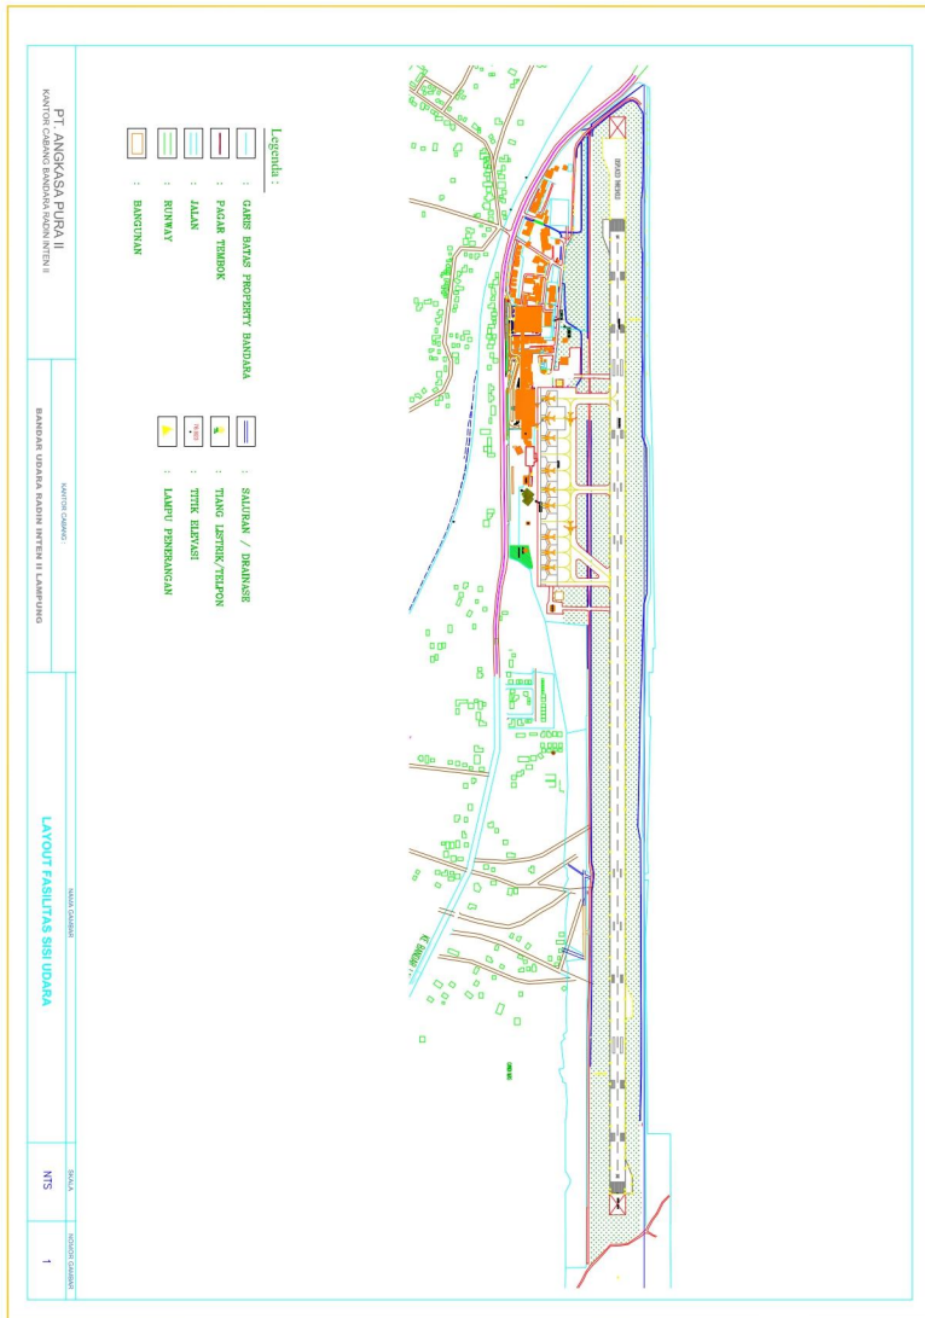 Legenda :
: GARIS BATAS PROPERTY BANDARA
: PAGAR TEMBOK
: JALAN
: RUNWAY
: BANGUNAN
: SALURAN / DRAINASE
: TIANG LISTRIK/TELPON
: TITIK ELEVASI
: LAMPU PENERANGAN
PT. ANGKASA PURA II
KANTOR CABANG BANDARA RADIN INTEN II
KANTOR CABANG :
BANDAR UDARA RADIN INTEN II LAMPUNG
NAMA GAMBAR
LAYOUT FASILITAS SISI UDARA
SKALA
NTS
NOMOR GAMBAR
1